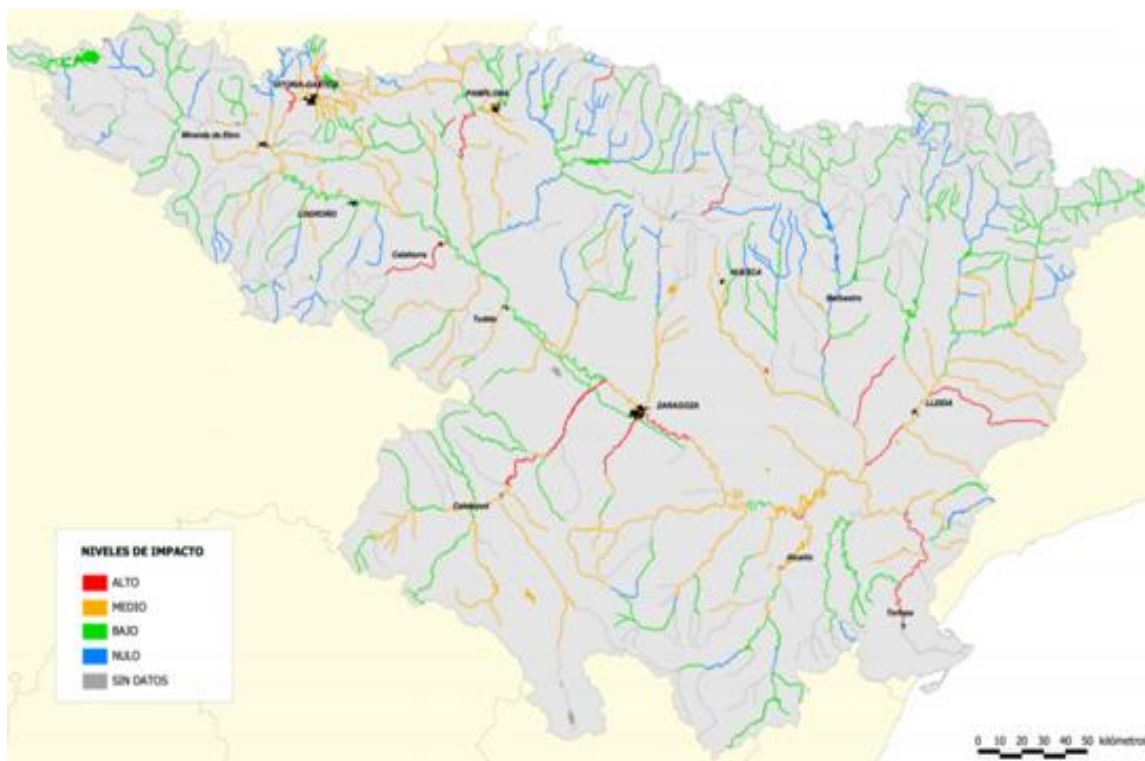 VITORIA-GASTEIZ
PAMPLONA
Miranda de Ebro
LOGROÑO
Calahorra
HUESCA
Barbastro
Tudela
ZARAGOZA
LLEIDA
Calatayud
Alcañiz
Tortosa
NIVELES DE IMPACTO
ALTO
MEDIO
BAJO
NULO
SIN DATOS
0 10 20 30 40 50 kilómetros